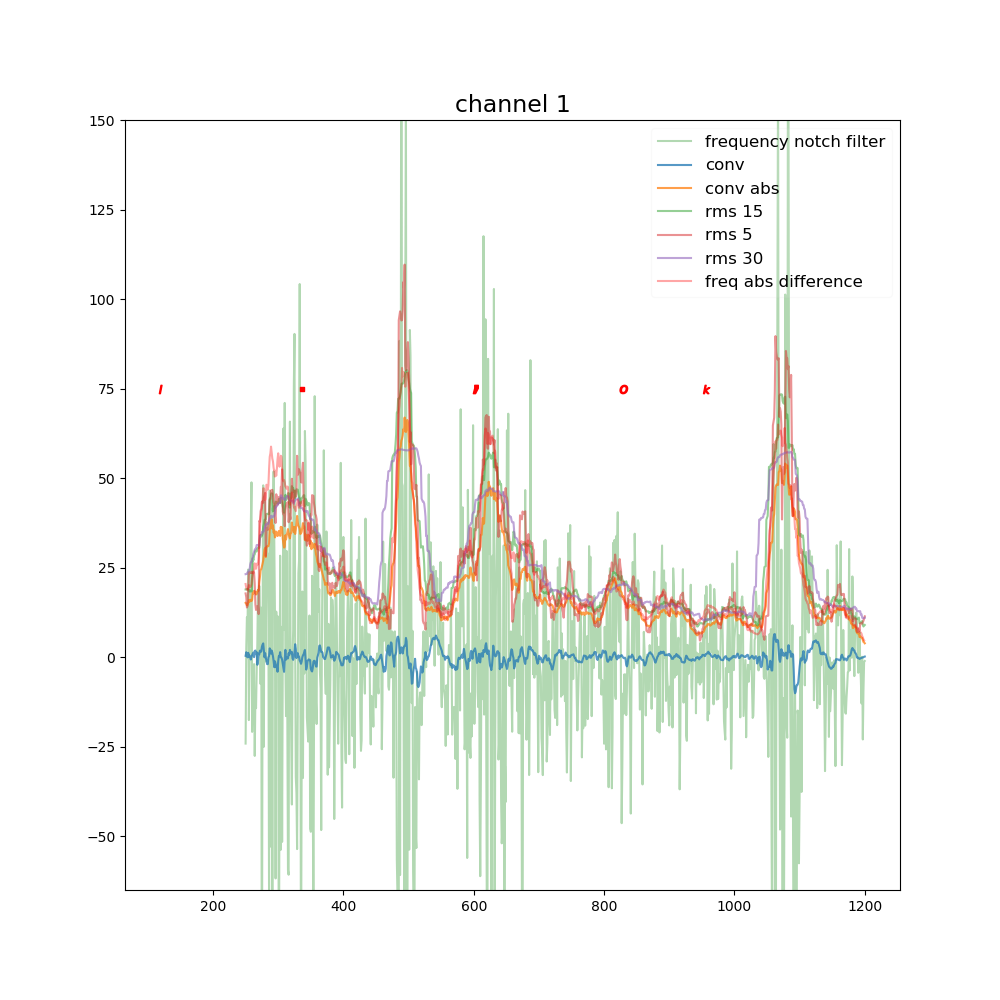 channel 1
150
125
100
75
50
25
0
−25
−50
frequency notch filter
conv
conv abs
rms 15
rms 5
rms 30
freq abs difference
l . , o k
200 400 600 800 1000 1200